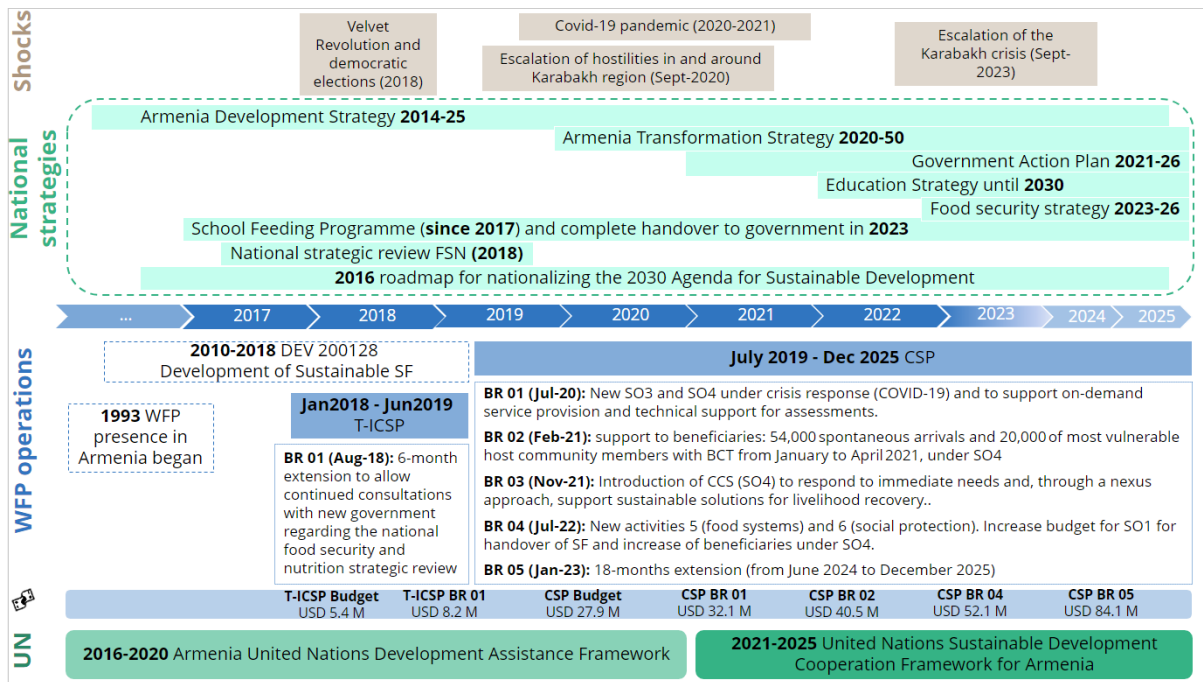 Shocks
Velvet
Revolution and
democratic
elections (2018)
Covid-19 pandemic (2020-2021)
Escalation of hostilities in and around
Karabakh region (Sept-2020)
Escalation of the
Karabakh crisis (Sept-
2023)
National
strategies
Armenia Development Strategy 2014-25
Armenia Transformation Strategy 2020-50
Government Action Plan 2021-26
Education Strategy until 2030
Food security strategy 2023-26
School Feeding Programme (since 2017) and complete handover to government in 2023
National strategic review FSN (2018)
2016 roadmap for nationalizing the 2030 Agenda for Sustainable Development
... 2017 2018 2019 2020 2021 2022 2023 2024 2025
WFP operations
2010-2018 DEV 200128
Development of Sustainable SF
1993 WFP
presence in
Armenia began
Jan2018 - Jun2019
T-ICSP
BR 01 (Aug-18): 6-month
extension to allow
continued consultations
with new government
regarding the national
food security and
nutrition strategic review
July 2019 - Dec 2025 CSP
BR 01 (Jul-20): New SO3 and SO4 under crisis response (COVID-19) and to support on-demand
service provision and technical support for assessments.
BR 02 (Feb-21): support to beneficiaries: 54,000 spontaneous arrivals and 20,000 of most vulnerable
host community members with BCT from January to April 2021, under SO4
BR 03 (Nov-21): Introduction of CCS (SO4) to respond to immediate needs and, through a nexus
approach, support sustainable solutions for livelihood recovery..
BR 04 (Jul-22): New activities 5 (food systems) and 6 (social protection). Increase budget for SO1 for
handover of SF and increase of beneficiaries under SO4.
BR 05 (Jan-23): 18-months extension (from June 2024 to December 2025)
T-ICSP Budget
USD 5.4 M
T-ICSP BR 01
USD 8.2 M
CSP Budget
USD 27.9 M
CSP BR 01
USD 32.1 M
CSP BR 02
USD 40.5 M
CSP BR 04
USD 52.1 M
CSP BR 05
USD 84.1 M
UN
2016-2020 Armenia United Nations Development Assistance Framework
2021-2025 United Nations Sustainable Development
Cooperation Framework for Armenia